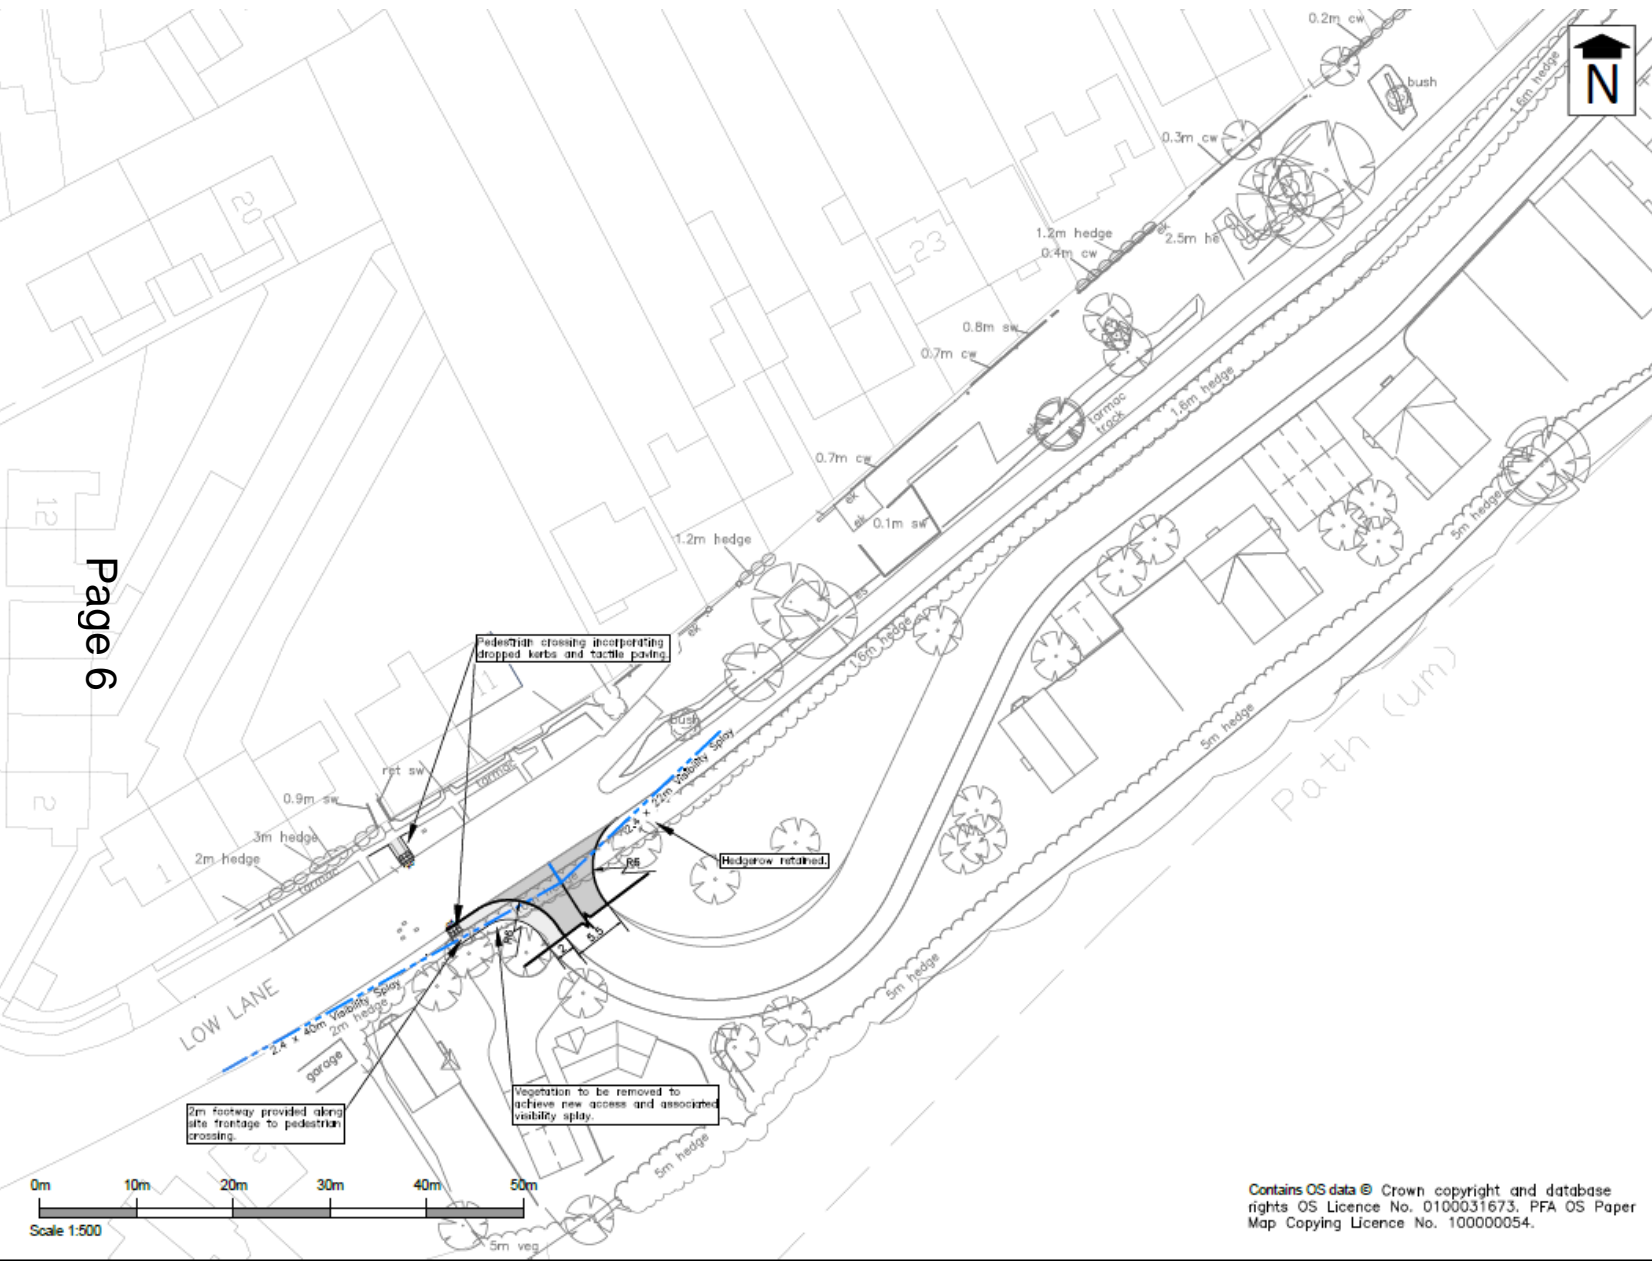 0.2m cw
N
bush
1.6m hedge
0.3m cw
20
1.2m hedge
0.4m cw
2.5m he
23
0.8m sw
0.7m cw
1.6m hedge
tarmac
track
0.7m cw
ek
ek
0.1m sw
5m hedge
12
1.2m hedge
es
Page 6
ek
1.6m hedge
Pedestrian crossing incorporating
dropped kerbs and tactile paving.
11
Path (um)
5m hedge
bush
2.4 x 22m Visibility Splay
ret sw
tarmac
0.9m sw
2
3m hedge
2m hedge
1
tarmac
Hedgerow retained.
R6
R6
2
5.5
5m hedge
LOW LANE
2.4 x 40m Visibility Splay
2m hedge
garage
Vegetation to be removed to
achieve new access and associated
visibility splay.
2m footway provided along
site frontage to pedestrian
crossing.
5m hedge
0m 10m 20m 30m 40m 50m
Scale 1:500
5m veg
Contains OS data © Crown copyright and database
rights OS Licence No. 0100031673. PFA OS Paper
Map Copying Licence No. 100000054.